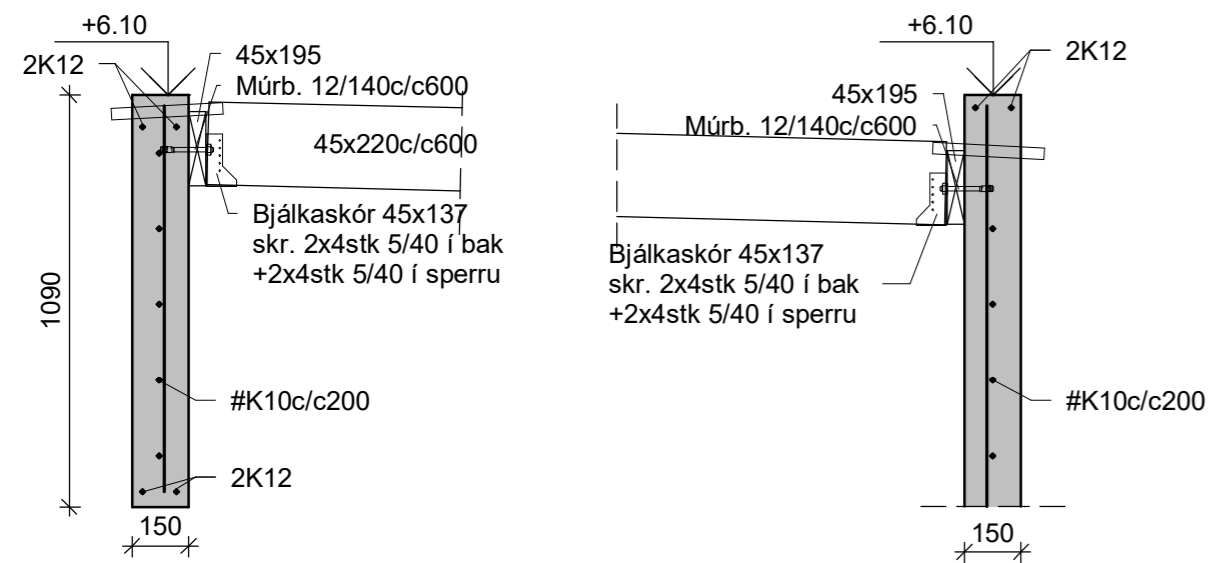 +6.10
2K12
45x195
Múrb. 12/140c/c600
45x220c/c600
Bjálkaskór 45x137
skr. 2x4stk 5/40 í bak
+2x4stk 5/40 í sperru
1090
#K10c/c200
2K12
150
+6.10
2K12
45x195
Múrb. 12/140c/c600
Bjálkaskór 45x137
skr. 2x4stk 5/40 í bak
+2x4stk 5/40 í sperru
#K10c/c200
150